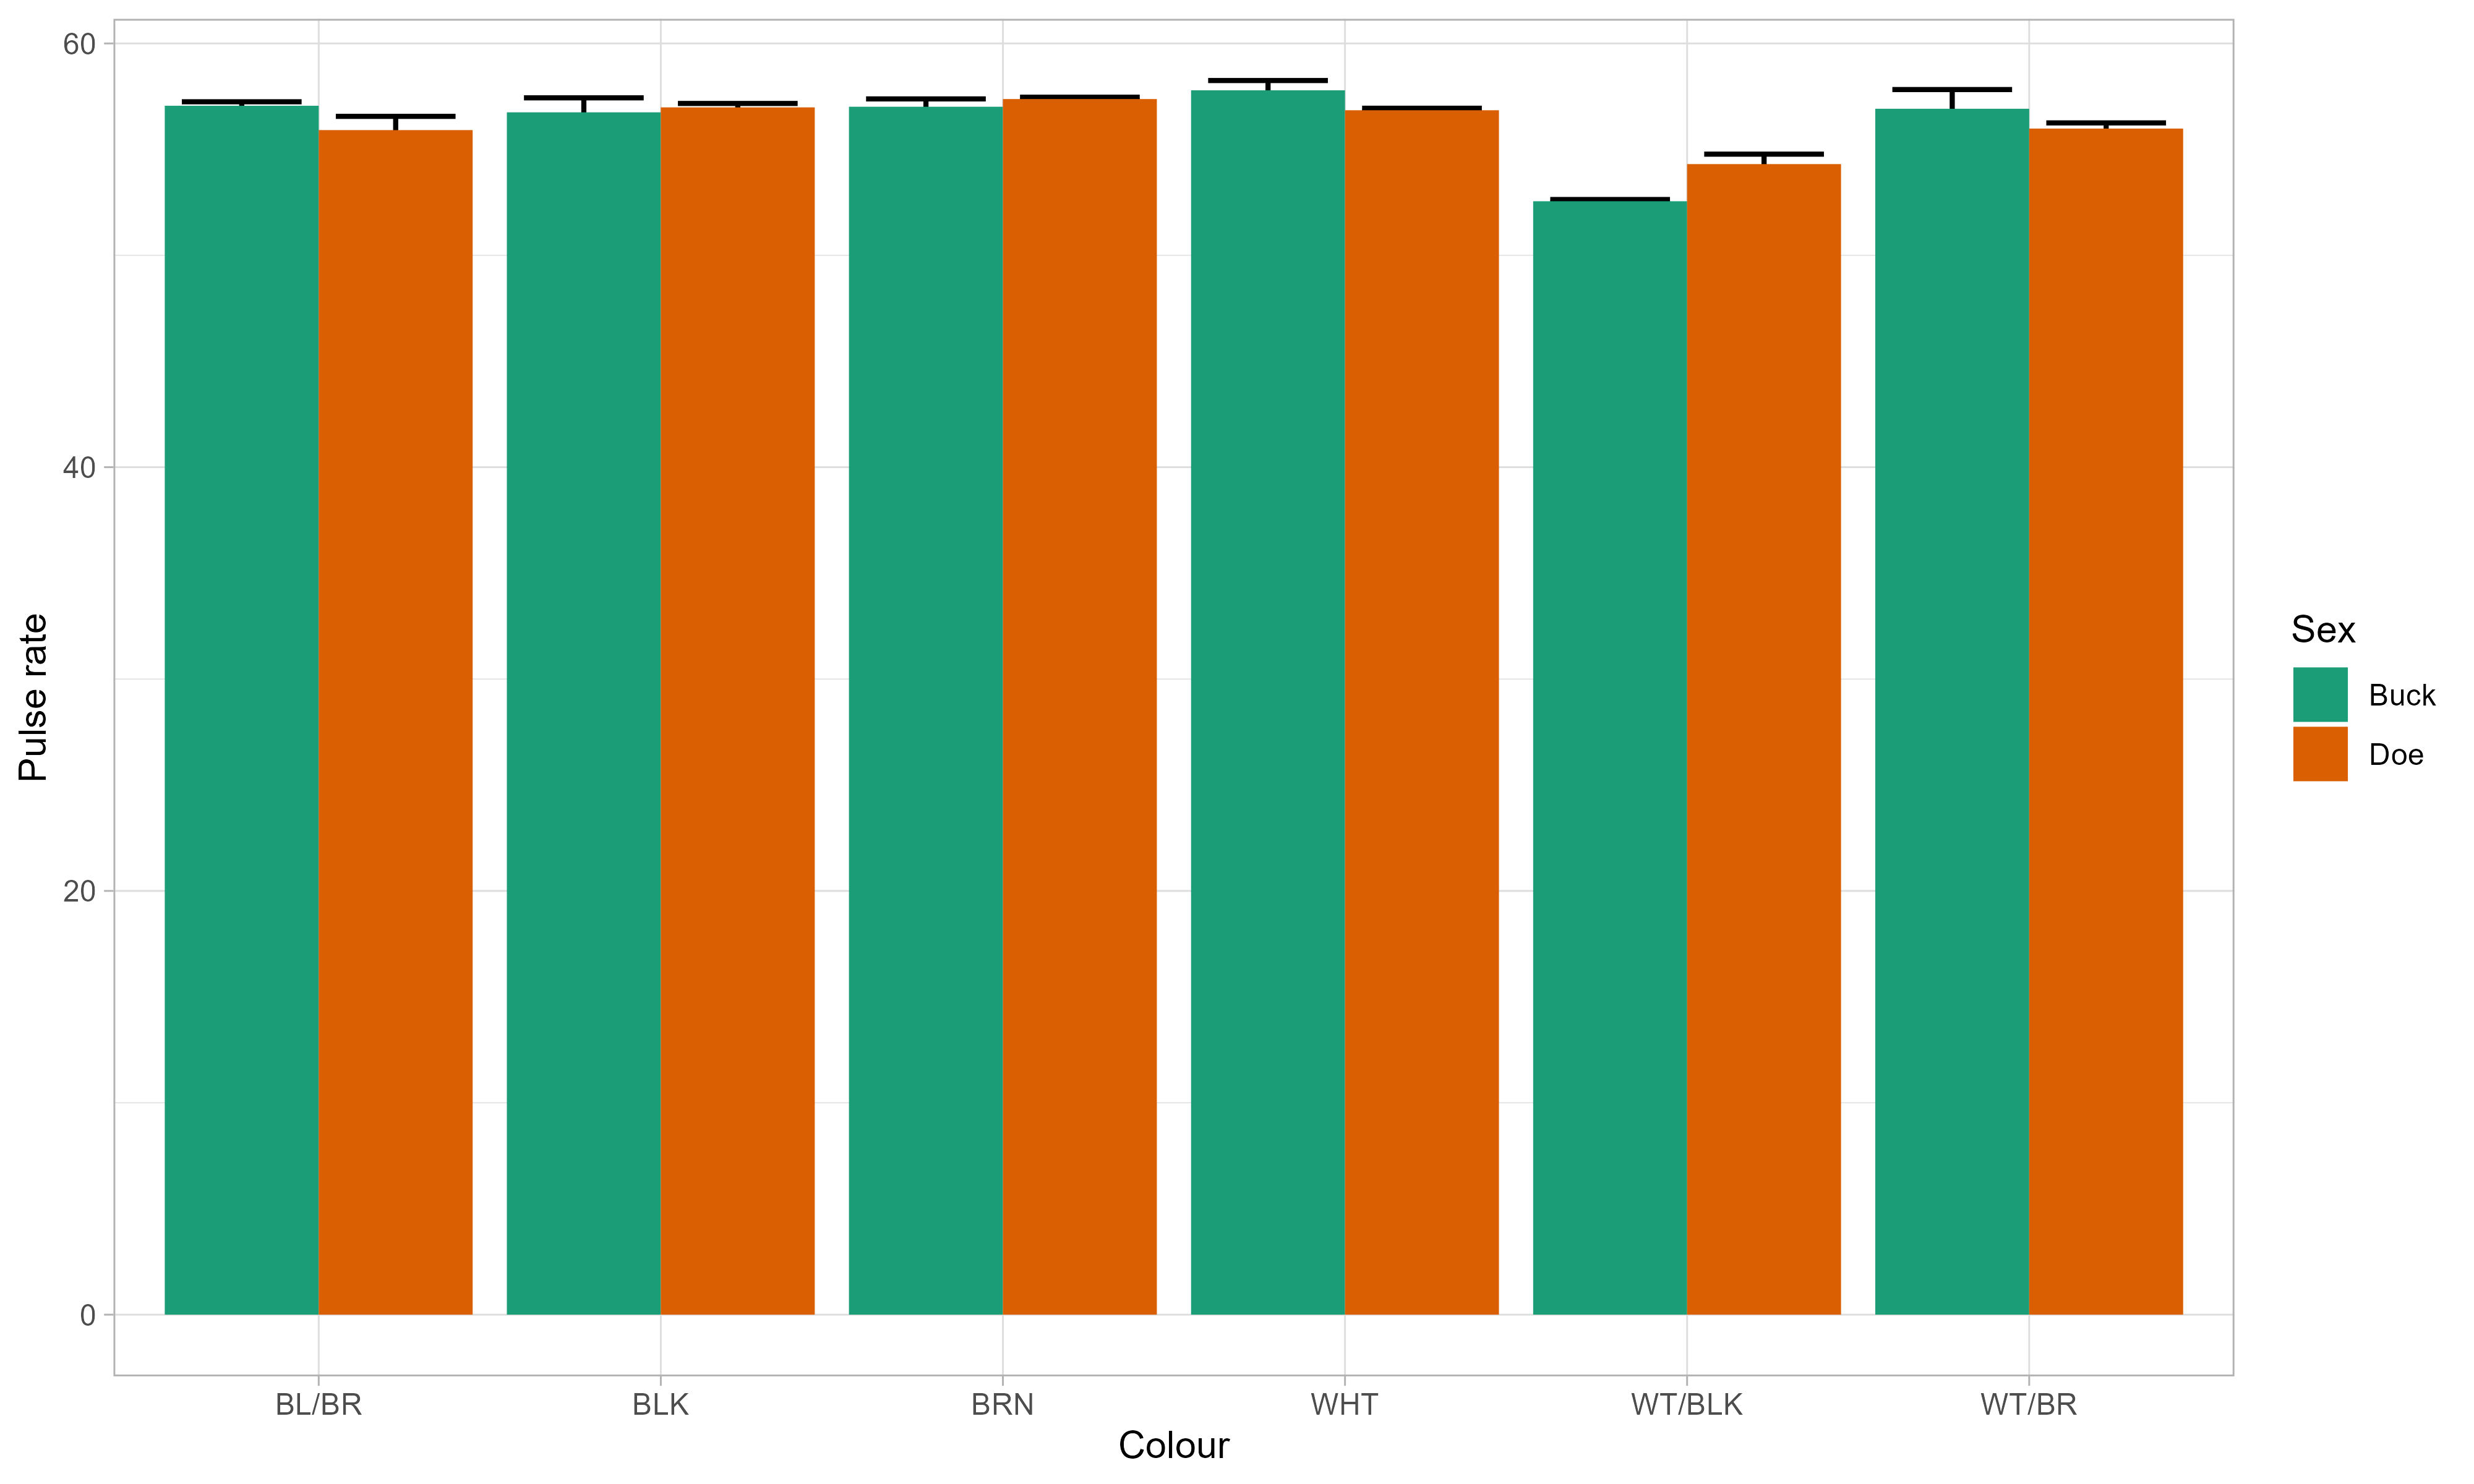 60
40
20
0
Pulse rate
BL/BR
BLK
BRN
WHT
WT/BLK
WT/BR
Colour
Sex
Buck
Doe